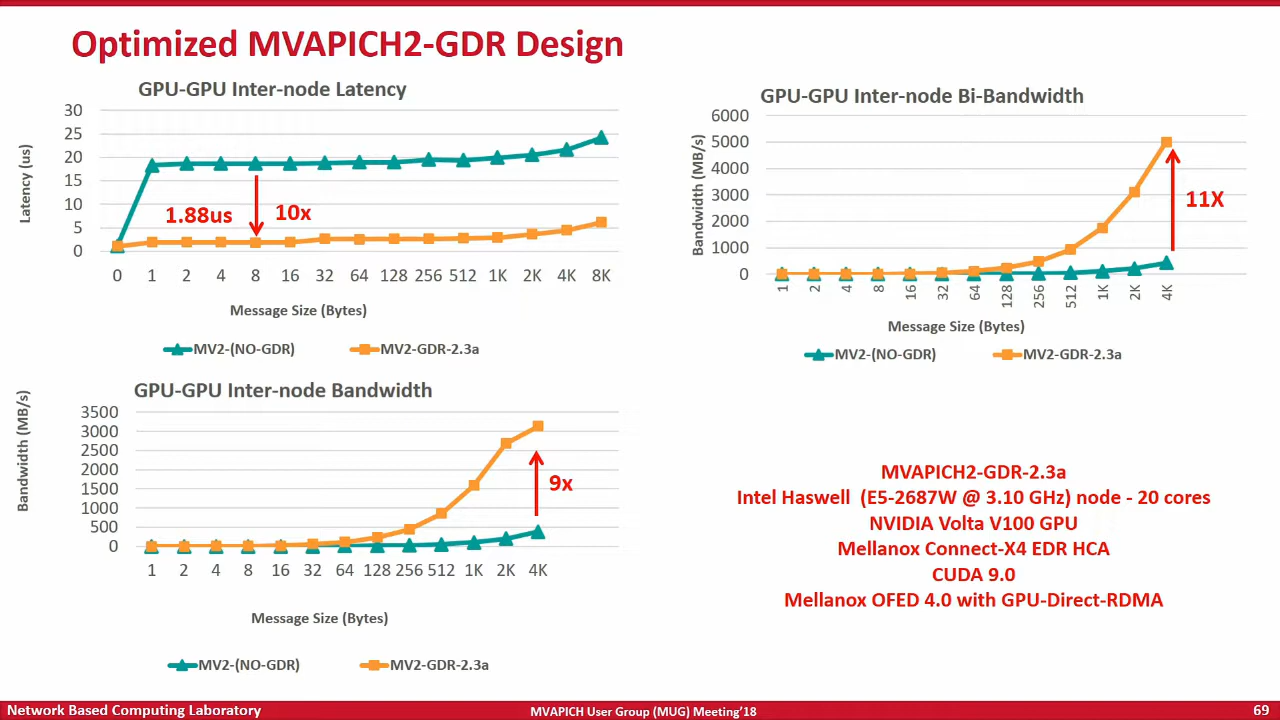 Optimized MVAPICH2-GDR Design
GPU-GPU Inter-node Latency
Latency (us)
30
25
20
15
10
5
0
1.88us
10x
0 1 2 4 8 16 32 64 128 256 512 1K 2K 4K 8K
Message Size (Bytes)
MV2-(NO-GDR) MV2-GDR-2.3a
GPU-GPU Inter-node Bi-Bandwidth
Bandwidth (MB/s)
6000
5000
4000
3000
2000
1000
0
11X
1 2 4 8 16 32 64 128 256 512 1K 2K 4K
Message Size (Bytes)
MV2-(NO-GDR) MV2-GDR-2.3a
GPU-GPU Inter-node Bandwidth
Bandwidth (MB/s)
3500
3000
2500
2000
1500
1000
500
0
9x
1 2 4 8 16 32 64 128 256 512 1K 2K 4K
Message Size (Bytes)
MV2-(NO-GDR) MV2-GDR-2.3a
MVAPICH2-GDR-2.3a
Intel Haswell (E5-2687W @ 3.10 GHz) node - 20 cores
NVIDIA Volta V100 GPU
Mellanox Connect-X4 EDR HCA
CUDA 9.0
Mellanox OFED 4.0 with GPU-Direct-RDMA
Network Based Computing Laboratory
MVAPICH User Group (MUG) Meeting'18
69